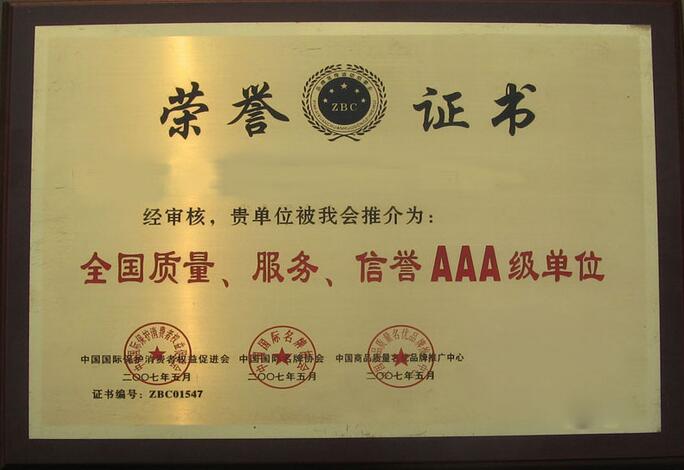 荣誉 ZBC 证书
经审核，贵单位被我会推介为：
全国质量、服务、信誉AAA级单位
中国国际保护消费者权益促进会 中国国际名牌协会 中国商品质量名优品牌推广中心
二〇〇七年五月 二〇〇七年五月 二〇〇七年五月
证书编号：ZBC01547